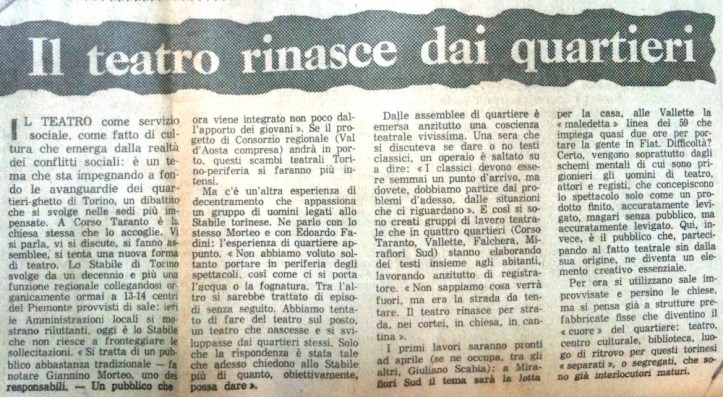 Il teatro rinasce dai quartieri
IL TEATRO come servizio
sociale, come fatto di cul-
tura che emerga dalla realtà
dei conflitti sociali: è un te-
ma che sta impegnando a fon-
do le avanguardie dei quar-
tieri-ghetto di Torino, un dibattito
che si svolge nelle sedi più im-
pensate. A Corso Taranto è la
chiesa stessa che lo accoglie. Vi
si parla, vi si discute, si fanno as-
semblee, si tenta una nuova forma
di teatro. Lo Stabile di Torino
svolge da un decennio e più una
funzione regionale collegandosi or-
ganicamente ormai a 13-14 centri
del Piemonte provvisti di sale: ieri
le Amministrazioni locali si mo-
stravano riluttanti, oggi è lo Stabile
che non riesce a fronteggiare le
sollecitazioni. « Si tratta di un pub-
blico abbastanza tradizionale — fa
notare Giannino Morteo, uno dei
responsabili. — Un pubblico che
ora viene integrato non poco dal-
l'apporto dei giovani ». Se il pro-
getto di Consorzio regionale (Val
d'Aosta compresa) andrà in por-
to, questi scambi teatrali Tori-
no-periferia si faranno più in-
tensi.
Ma c'è un'altra esperienza di
decentramento che appassiona
un gruppo di uomini legati allo
Stabile torinese. Ne parlo con lo
stesso Morteo e con Edoardo Fa-
dini: l'esperienza di quartiere ap-
punto. « Non abbiamo voluto sol-
tanto portare in periferia degli
spettacoli, così come ci si porta
l'acqua o la fognatura. Tra l'al-
tro si sarebbe trattato di episo-
di senza seguito. Abbiamo tenta-
to di fare del teatro sul posto,
un teatro che nascesse e si svi-
luppasse dai quartieri stessi. Solo
che la rispondenza è stata tale
che adesso chiedono allo Stabile
più di quanto, obiettivamente,
possa dare ».
Dalle assemblee di quartiere è
emersa anzitutto una coscienza
teatrale vivissima. Una sera che
si discuteva se dare o no testi
classici, un operaio è saltato su
a dire: « I classici devono esse-
re semmai un punto d'arrivo, ma
dovete, dobbiamo partire dai pro-
blemi d'adesso, dalle situazioni
che ci riguardano ». E così si so-
no creati gruppi di lavoro teatra-
le che in quattro quartieri (Corso
Taranto, Vallette, Falchera, Mi-
rafiori Sud) stanno elaboran-
do testi insieme agli abitanti,
lavorando anzitutto di registra-
tore. « Non sappiamo cosa verrà
fuori, ma era la strada da ten-
tare. Il teatro rinasce per stra-
da, nei cortei, in chiesa, in can-
tina ».
I primi lavori saranno pronti
ad aprile (se ne occupa, tra gli
altri, Giuliano Scabia): a Mira-
fiori Sud il tema sarà la lotta
per la casa, alle Vallette la
« maledetta » linea del 59 che
impiega quasi due ore per por-
tare la gente in Fiat. Difficoltà?
Certo, vengono soprattutto dagli
schemi mentali di cui sono pri-
gionieri gli uomini di teatro,
attori e registi, che concepiscono
lo spettacolo solo come un pro-
dotto finito, accuratamente levi-
gato, magari senza pubblico, ma
accuratamente levigato. Qui, in-
vece, è il pubblico che, parteci-
pando al fatto teatrale sin dalla
sua origine, ne diventa un ele-
mento creativo essenziale.
Per ora si utilizzano sale im-
provvisate e persino le chiese,
ma si pensa già a strutture pre-
fabbricate fisse che diventino il
« cuore » del quartiere: teatro,
centro culturale, biblioteca, luo-
go di ritrovo per questi torinesi
« separati », o segregati, che so-
no già interlocutori maturi.